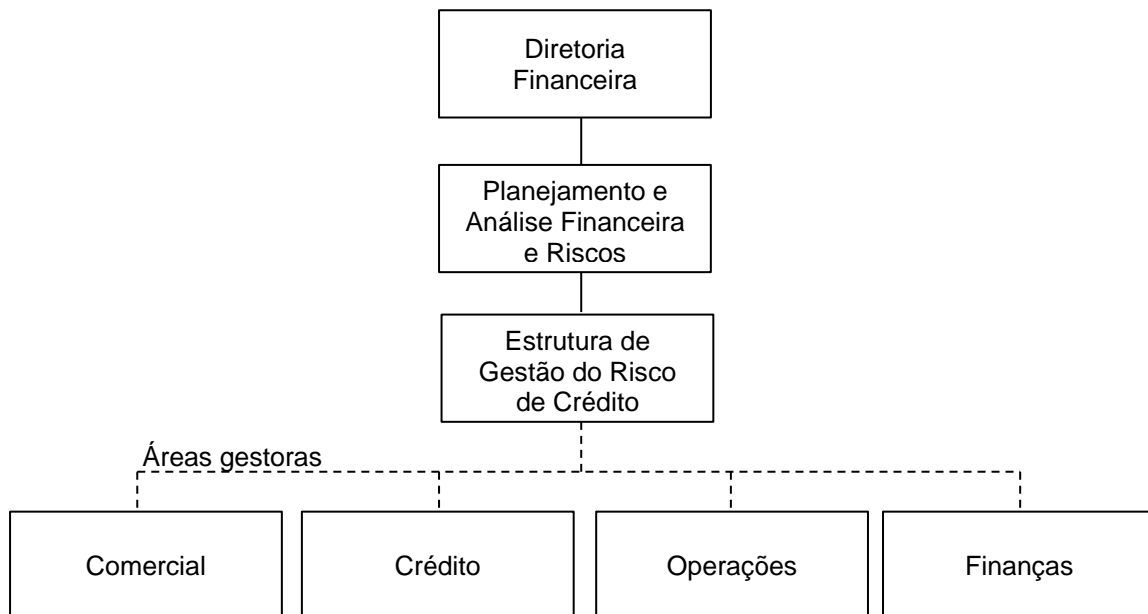 Diretoria
Financeira
Planejamento e
Análise Financeira
e Riscos
Estrutura de
Gestão do Risco
de Crédito
Áreas gestoras
Comercial
Crédito
Operações
Finanças